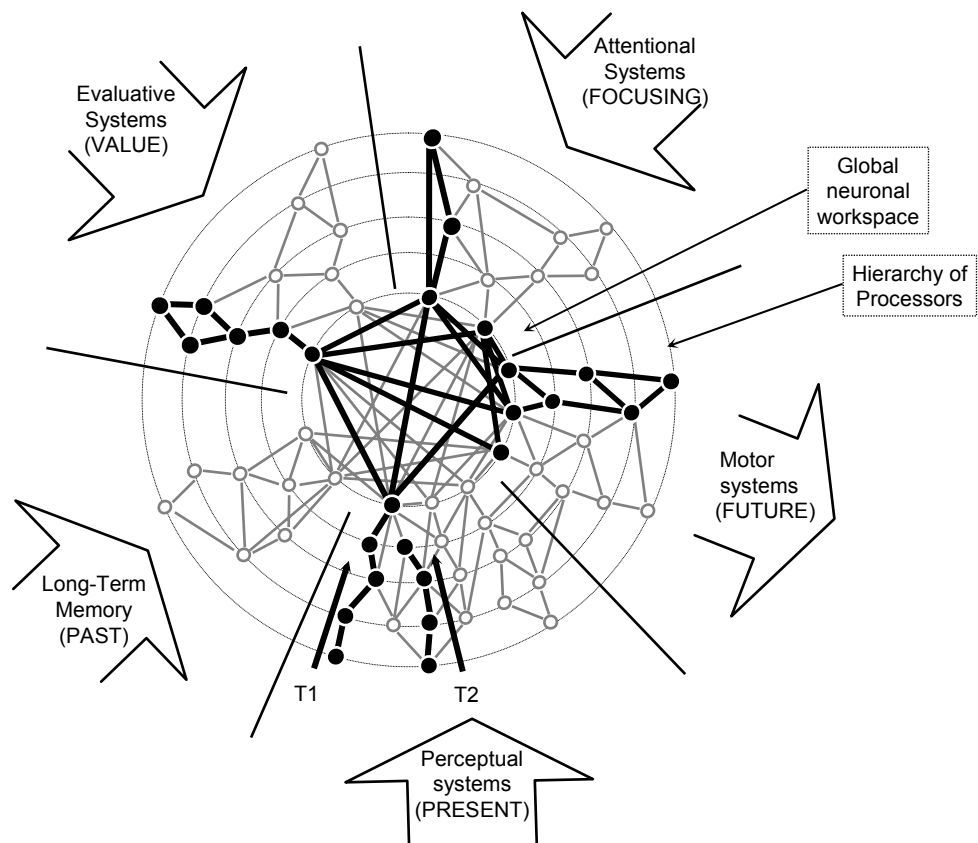 Evaluative
Systems
(VALUE)
Attentional
Systems
(FOCUSING)
Global
neuronal
workspace
Hierarchy of
Processors
Motor
systems
(FUTURE)
Long-Term
Memory
(PAST)
T1
T2
Perceptual
systems
(PRESENT)